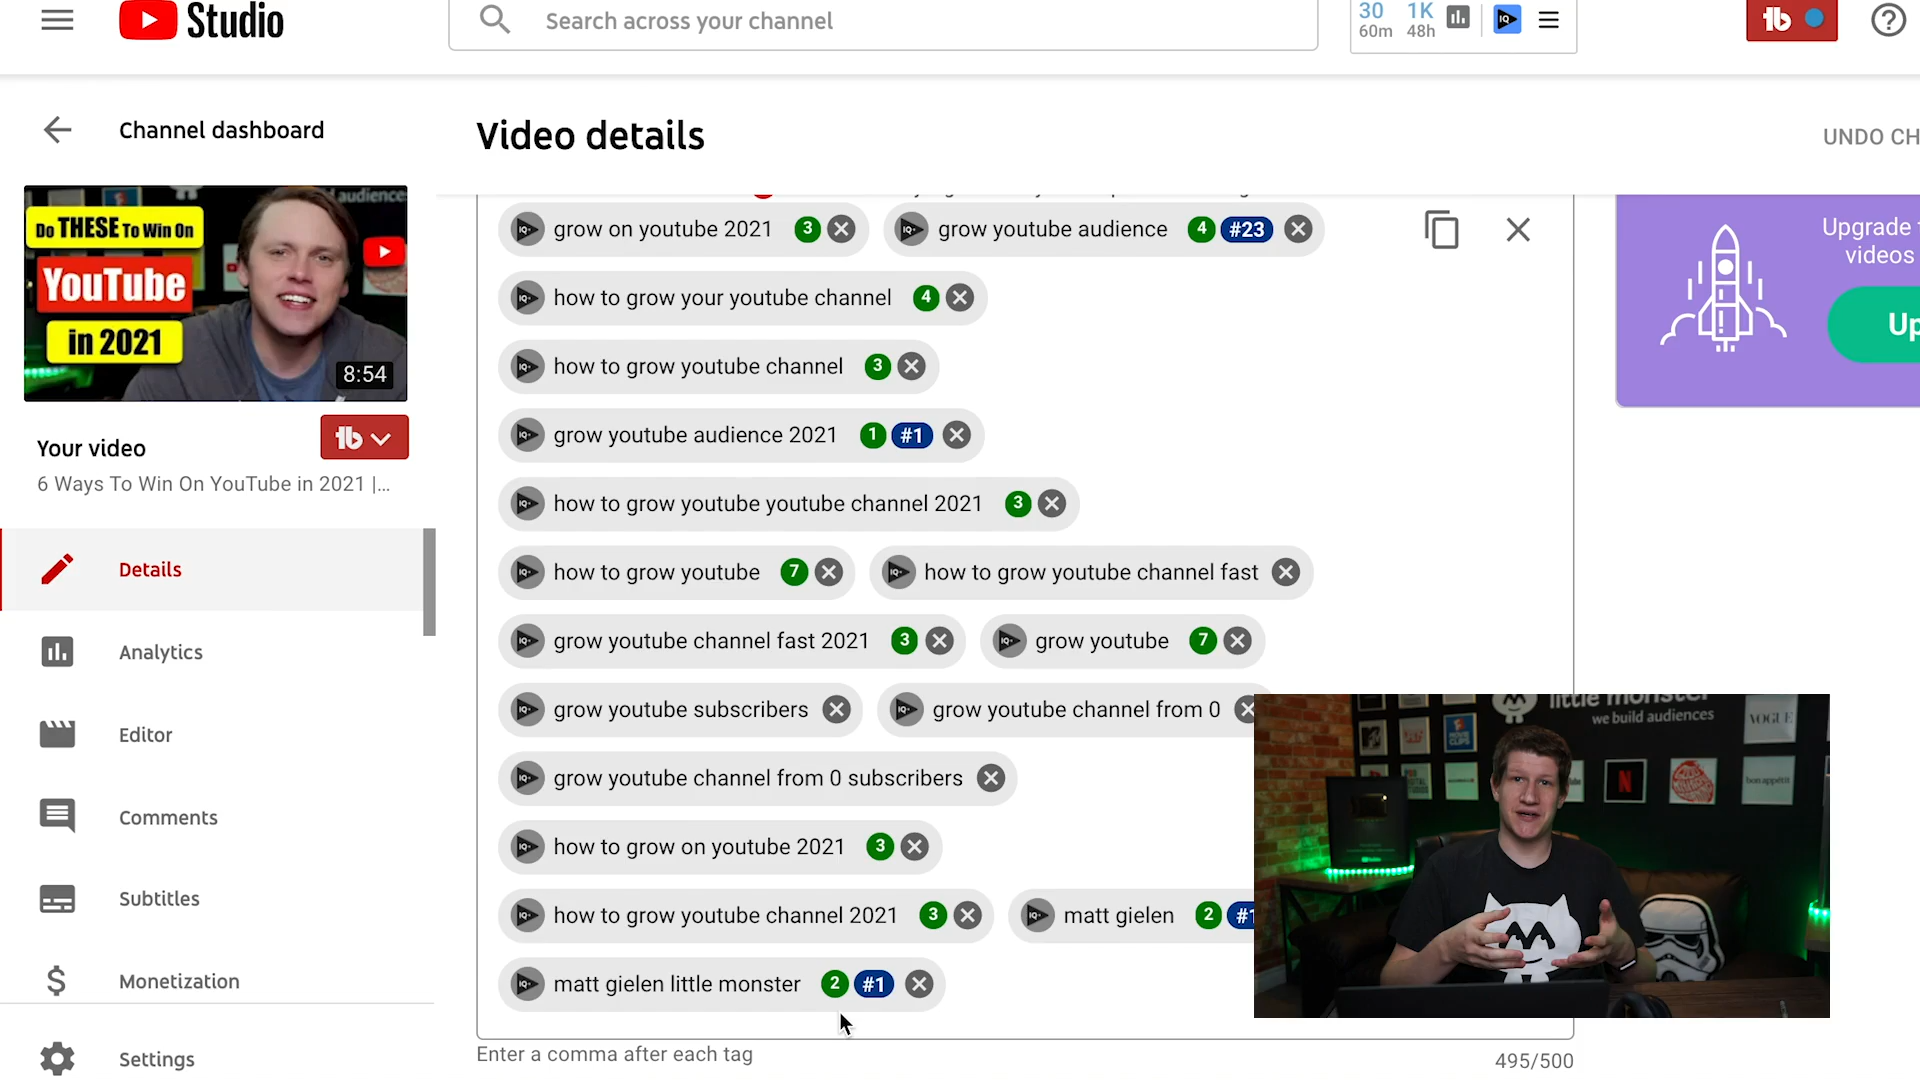 Studio
Search across your channel
30 1K
60m 48h
Channel dashboard
Video details
UNDO CH
Do THESE To Win On
YouTube
in 2021
8:54
Your video
6 Ways To Win On YouTube in 2021 |...
Details
Analytics
Editor
Comments
Subtitles
Monetization
Settings
grow on youtube 2021 3
grow youtube audience 4 #23
how to grow your youtube channel 4
how to grow youtube channel 3
grow youtube audience 2021 1 #1
how to grow youtube youtube channel 2021 3
how to grow youtube 7
how to grow youtube channel fast
grow youtube channel fast 2021 3
grow youtube 7
grow youtube subscribers
grow youtube channel from 0
grow youtube channel from 0 subscribers
how to grow on youtube 2021 3
how to grow youtube channel 2021 3
matt gielen 2 #1
matt gielen little monster 2 #1
Enter a comma after each tag
495/500
Upgrade
videos
Up
little monster
we build audiences
VOGUE
bon appétit